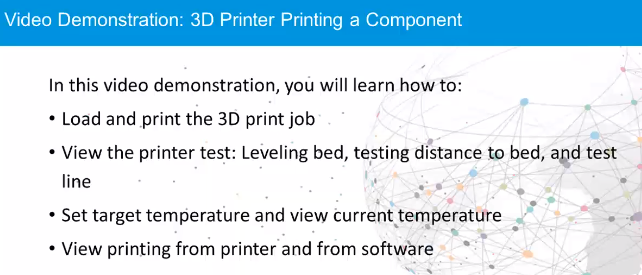 Video Demonstration: 3D Printer Printing a Component
In this video demonstration, you will learn how to:
• Load and print the 3D print job
• View the printer test: Leveling bed, testing distance to bed, and test
line
• Set target temperature and view current temperature
• View printing from printer and from software